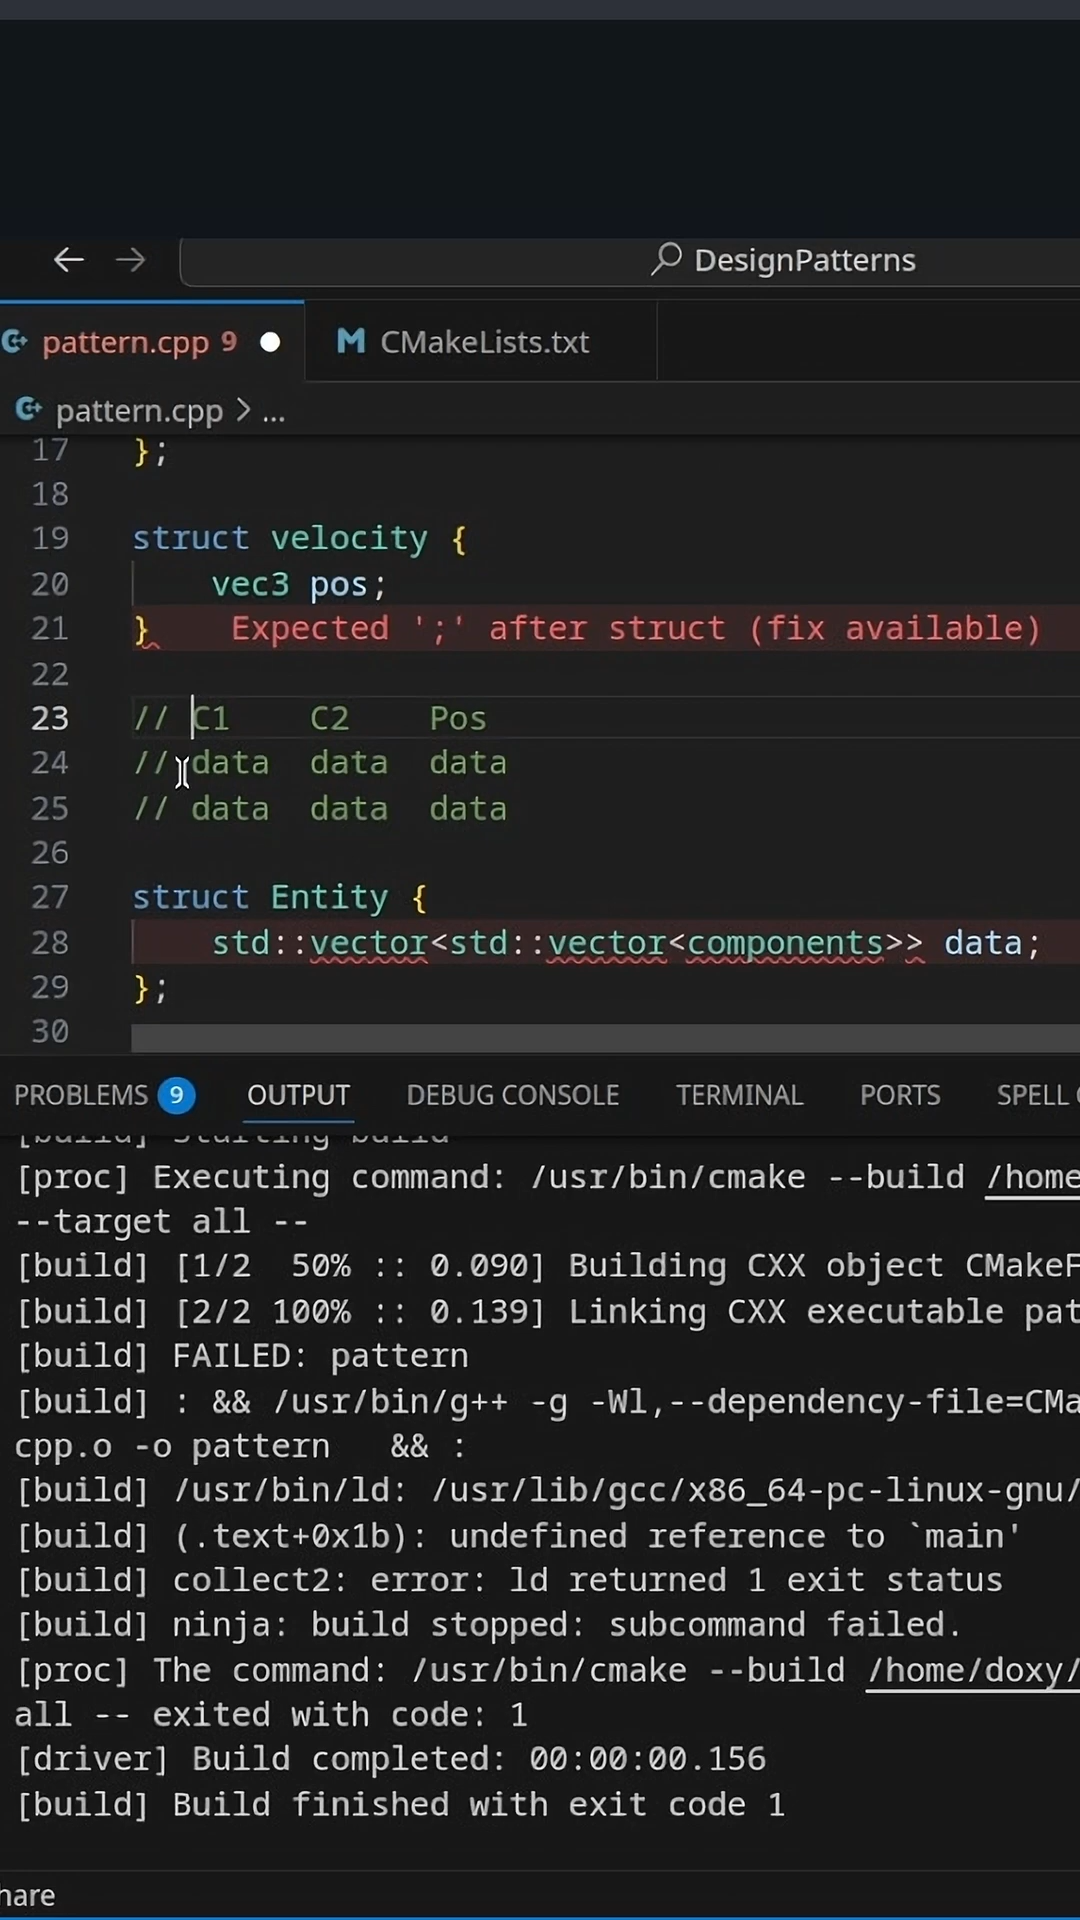 DesignPatterns
pattern.cpp 9 CMakeLists.txt
pattern.cpp > ...
17 };
18
19 struct velocity {
20 vec3 pos;
21 } Expected ';' after struct (fix available)
22
23 // C1 C2 Pos
24 // data data data
25 // data data data
26
27 struct Entity {
28 std::vector<std::vector<components>> data;
29 };
30
PROBLEMS 9 OUTPUT DEBUG CONSOLE TERMINAL PORTS SPELL
[build] Starting build
[proc] Executing command: /usr/bin/cmake --build /home
--target all --
[build] [1/2 50% :: 0.090] Building CXX object CMakeF
[build] [2/2 100% :: 0.139] Linking CXX executable pat
[build] FAILED: pattern
[build] : && /usr/bin/g++ -g -Wl,--dependency-file=CMa
cpp.o -o pattern && :
[build] /usr/bin/ld: /usr/lib/gcc/x86_64-pc-linux-gnu/
[build] (.text+0x1b): undefined reference to `main'
[build] collect2: error: ld returned 1 exit status
[build] ninja: build stopped: subcommand failed.
[proc] The command: /usr/bin/cmake --build /home/doxy/
all -- exited with code: 1
[driver] Build completed: 00:00:00.156
[build] Build finished with exit code 1
hare